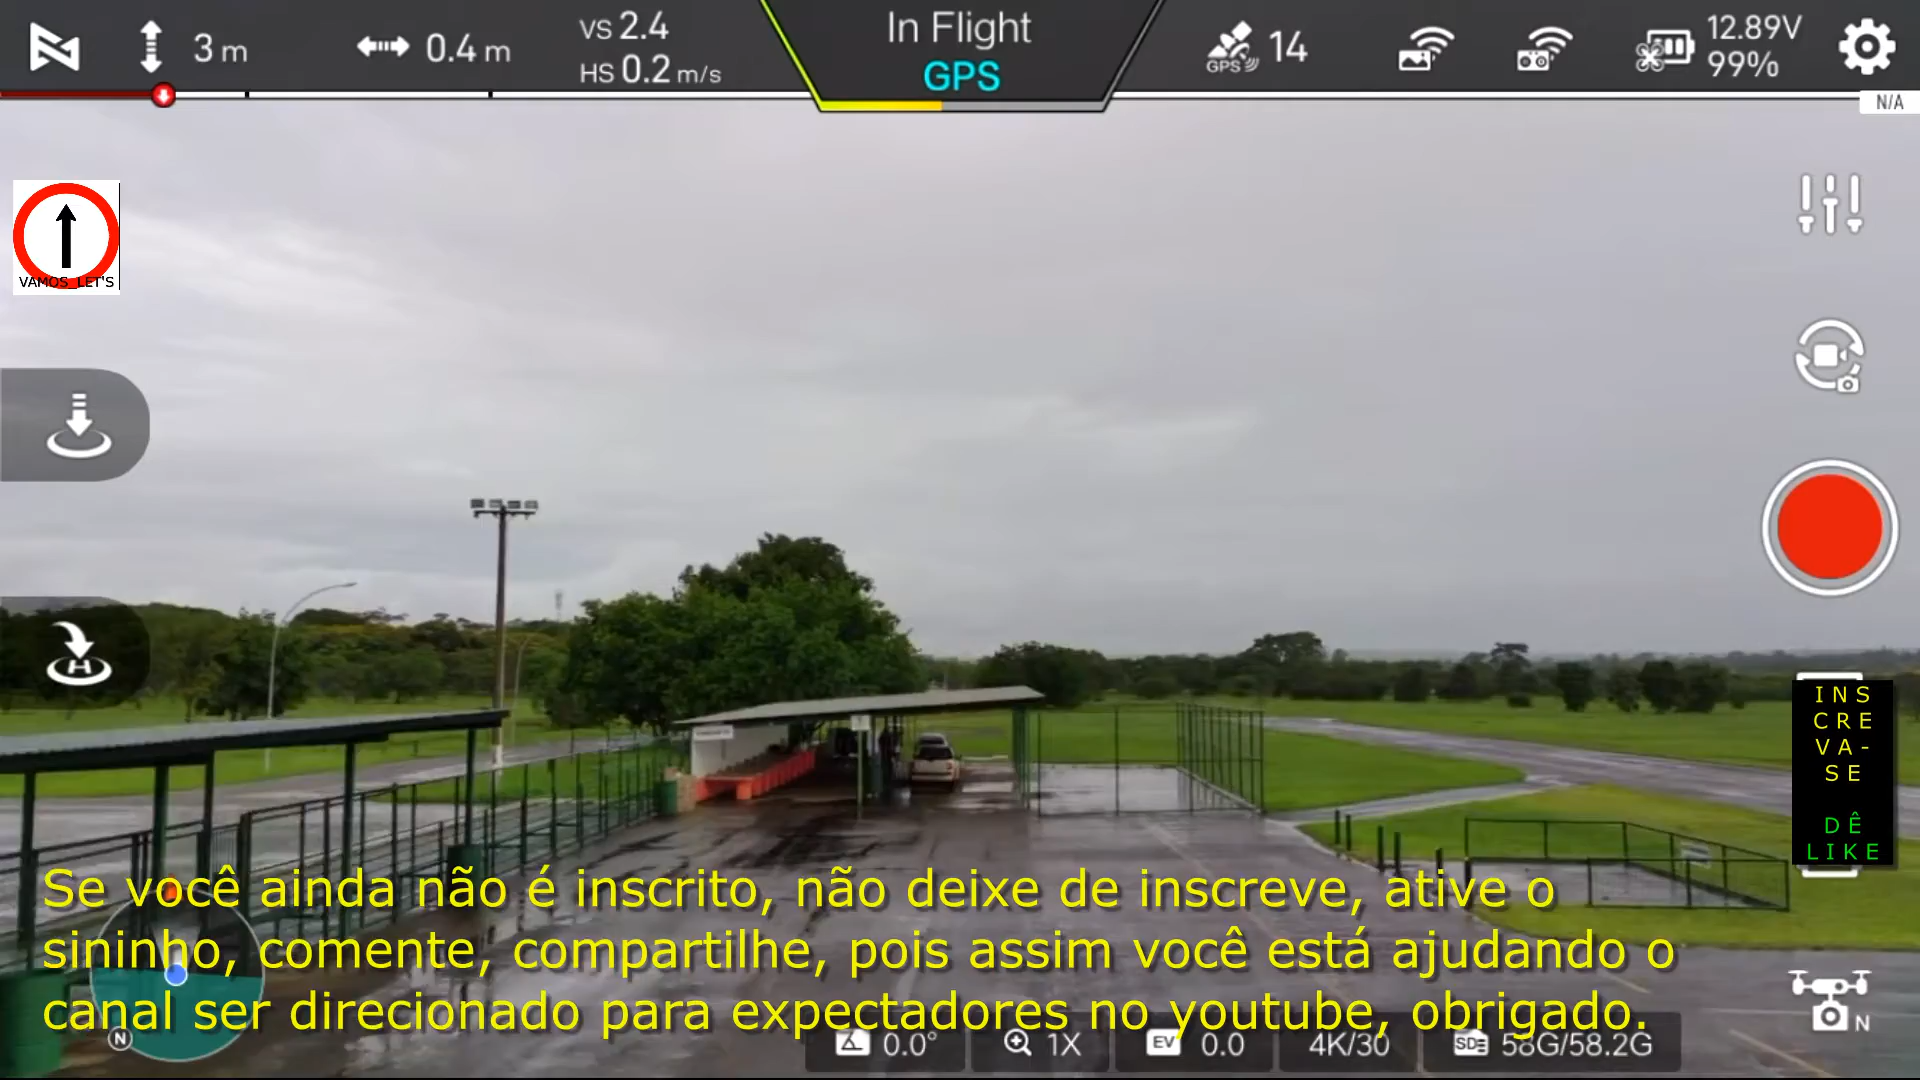 3 m
0.4 m
VS 2.4
HS 0.2 m/s
In Flight
GPS
GPS 14
12.89V
99%
N/A
VAMOS_LET'S
H
INS
CRE
VA-
SE
DÊ
LIKE
Se você ainda não é inscrito, não deixe de inscreve, ative o
sininho, comente, compartilhe, pois assim você está ajudando o
canal ser direcionado para expectadores no youtube, obrigado.
N
0.0°
1X
EV 0.0
4K/30
SD 58G/58.2G
N